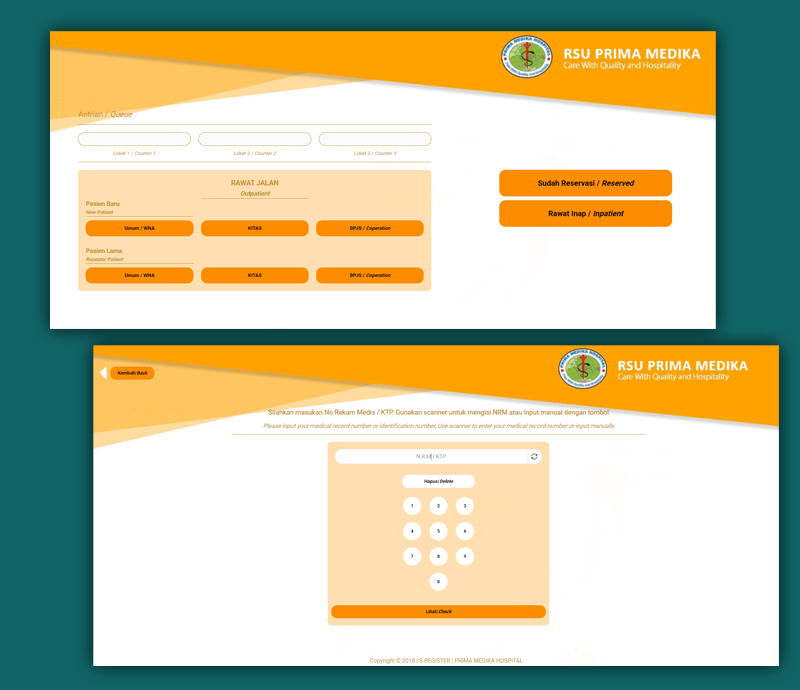 PRIMA MEDIKA HOSPITAL
RSU PRIMA MEDIKA
Care With Quality and Hospitality
Antrian / Queue
Loket 1 / Counter 1
Loket 2 / Counter 2
Loket 3 / Counter 3
RAWAT JALAN
Outpatient
Pasien Baru
New Patient
Umum / WNA
KITAS
BPJS / Coperation
Pasien Lama
Repeater Patient
Umum / WNA
KITAS
BPJS / Coperation
Sudah Reservasi / Reserved
Rawat Inap / Inpatient
Kembali/Back
PRIMA MEDIKA HOSPITAL
RSU PRIMA MEDIKA
Care With Quality and Hospitality
Silahkan masukan No Rekam Medis / KTP. Gunakan scanner untuk mengisi NRM atau input manual dengan tombol
Please input your medical record number or identification number, Use scanner to enter your medical record number or input manually
N.R.M / KTP
Hapus/Delete
1 2 3
4 5 6
7 8 9
0
Lihat/Check
Copyright © 2018 | S-REGISTER | PRIMA MEDIKA HOSPITAL